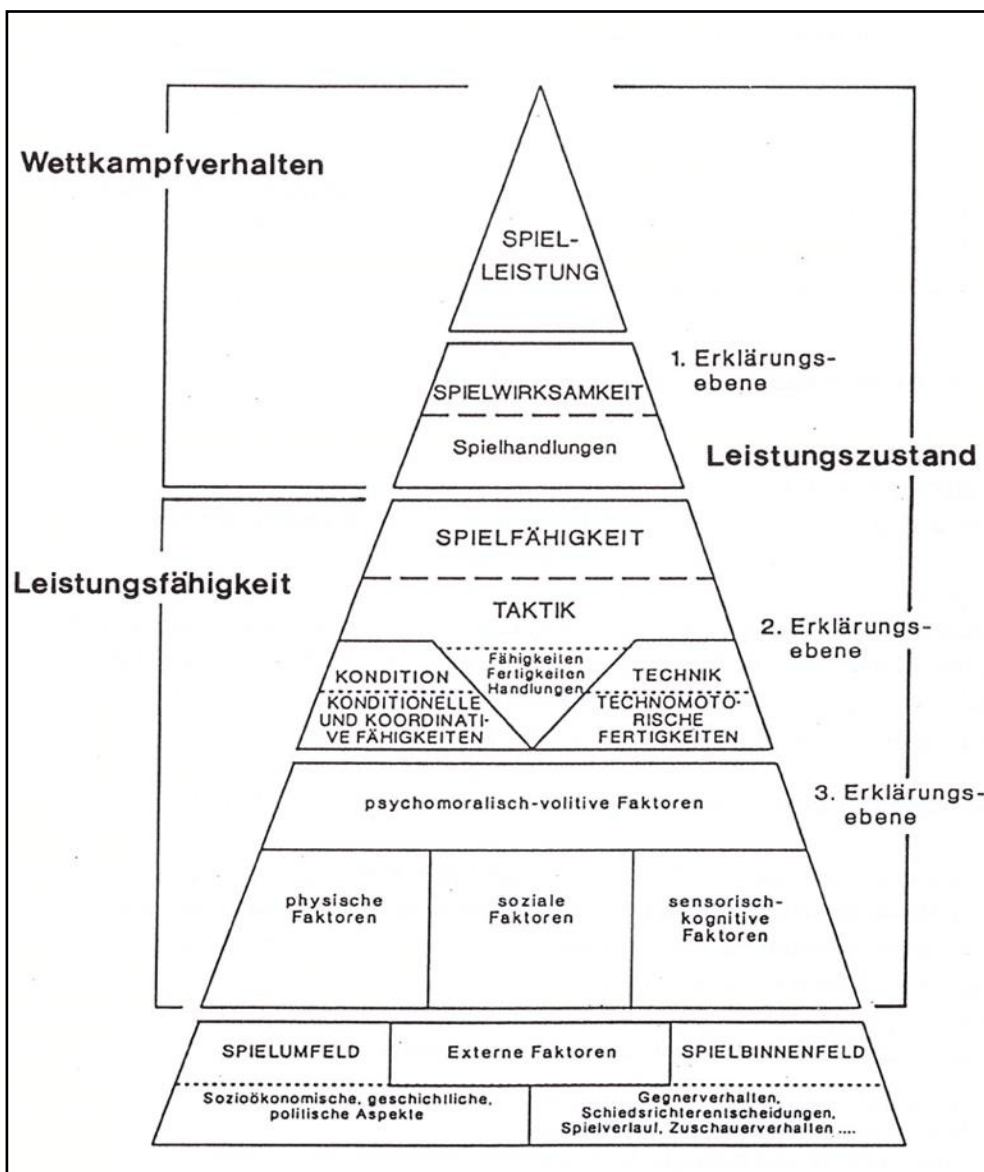 Wettkampfverhalten
SPIEL-
LEISTUNG
1. Erklärungs-
ebene
SPIELWIRKSAMKEIT
Spielhandlungen
Leistungszustand
SPIELFÄHIGKEIT
Leistungsfähigkeit
TAKTIK
2. Erklärungs-
ebene
KONDITION
Fähigkeiten
Fertigkeiten
Handlungen
TECHNIK
KONDITIONELLE
UND KOORDINATI-
VE FÄHIGKEITEN
TECHNOMOTO-
RISCHE
FERTIGKEITEN
3. Erklärungs-
ebene
psychomoralisch-volitive Faktoren
physische
Faktoren
soziale
Faktoren
sensorisch-
kognitive
Faktoren
SPIELUMFELD
Externe Faktoren
SPIELBINNENFELD
Sozioökonomische, geschichtliche,
politische Aspekte
Gegnerverhalten,
Schiedsrichterentscheidungen,
Spielverlauf, Zuschauerverhalten ....